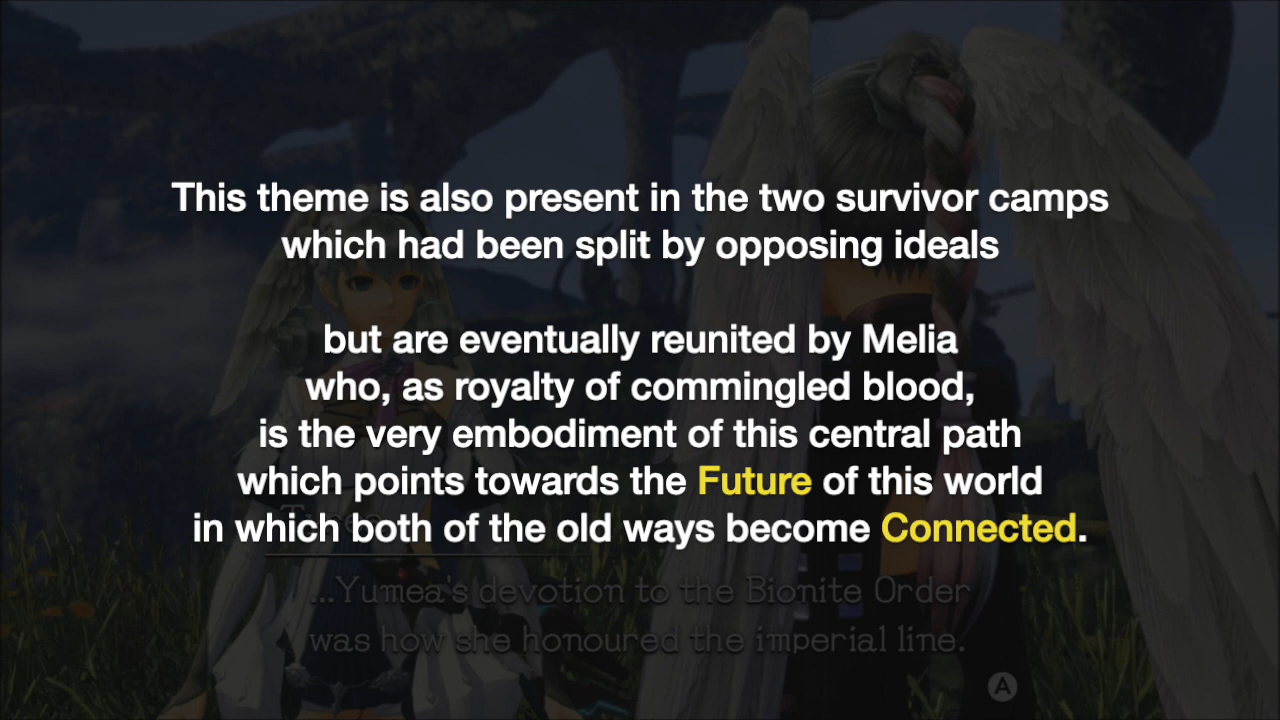 This theme is also present in the two survivor camps
which had been split by opposing ideals
but are eventually reunited by Melia
who, as royalty of commingled blood,
is the very embodiment of this central path
which points towards the Future of this world
in which both of the old ways become Connected.
...Yumea's devotion to the Bionite Order
was how she honoured the imperial line.
A